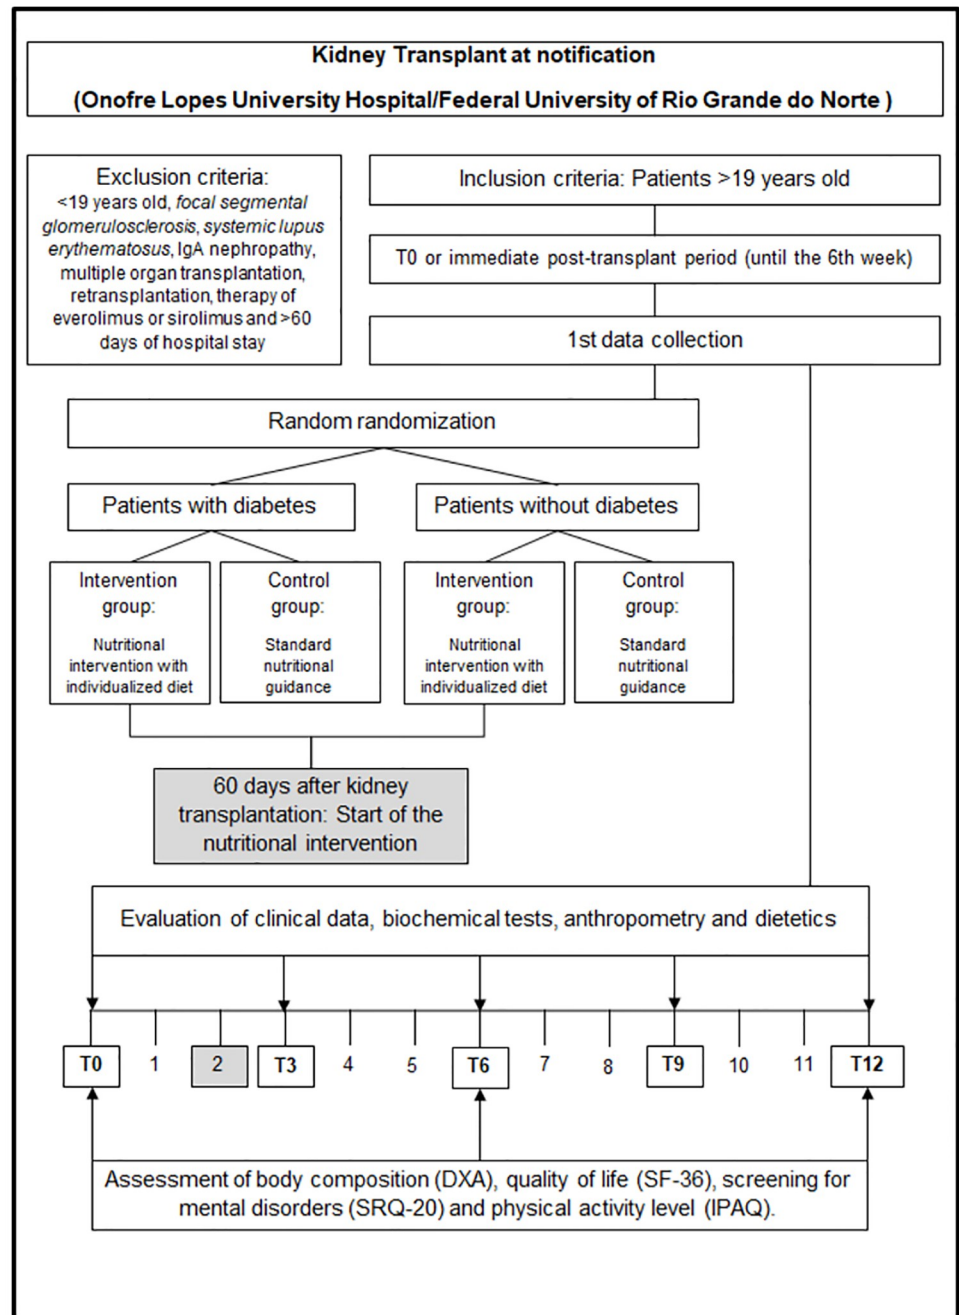 Kidney Transplant at notification
(Onofre Lopes University Hospital/Federal University of Rio Grande do Norte )
Exclusion criteria:
<19 years old, focal segmental
glomerulosclerosis, systemic lupus
erythematosus, IgA nephropathy,
multiple organ transplantation,
retransplantation, therapy of
everolimus or sirolimus and >60
days of hospital stay
Inclusion criteria: Patients >19 years old
T0 or immediate post-transplant period (until the 6th week)
1st data collection
Random randomization
Patients with diabetes
Patients without diabetes
Intervention
group:
Nutritional
intervention with
individualized diet
Control
group:
Standard
nutritional
guidance
Intervention
group:
Nutritional
intervention with
individualized diet
Control
group:
Standard
nutritional
guidance
60 days after kidney
transplantation: Start of the
nutritional intervention
Evaluation of clinical data, biochemical tests, anthropometry and dietetics
T0 1 2 T3 4 5 T6 7 8 T9 10 11 T12
Assessment of body composition (DXA), quality of life (SF-36), screening for
mental disorders (SRQ-20) and physical activity level (IPAQ).